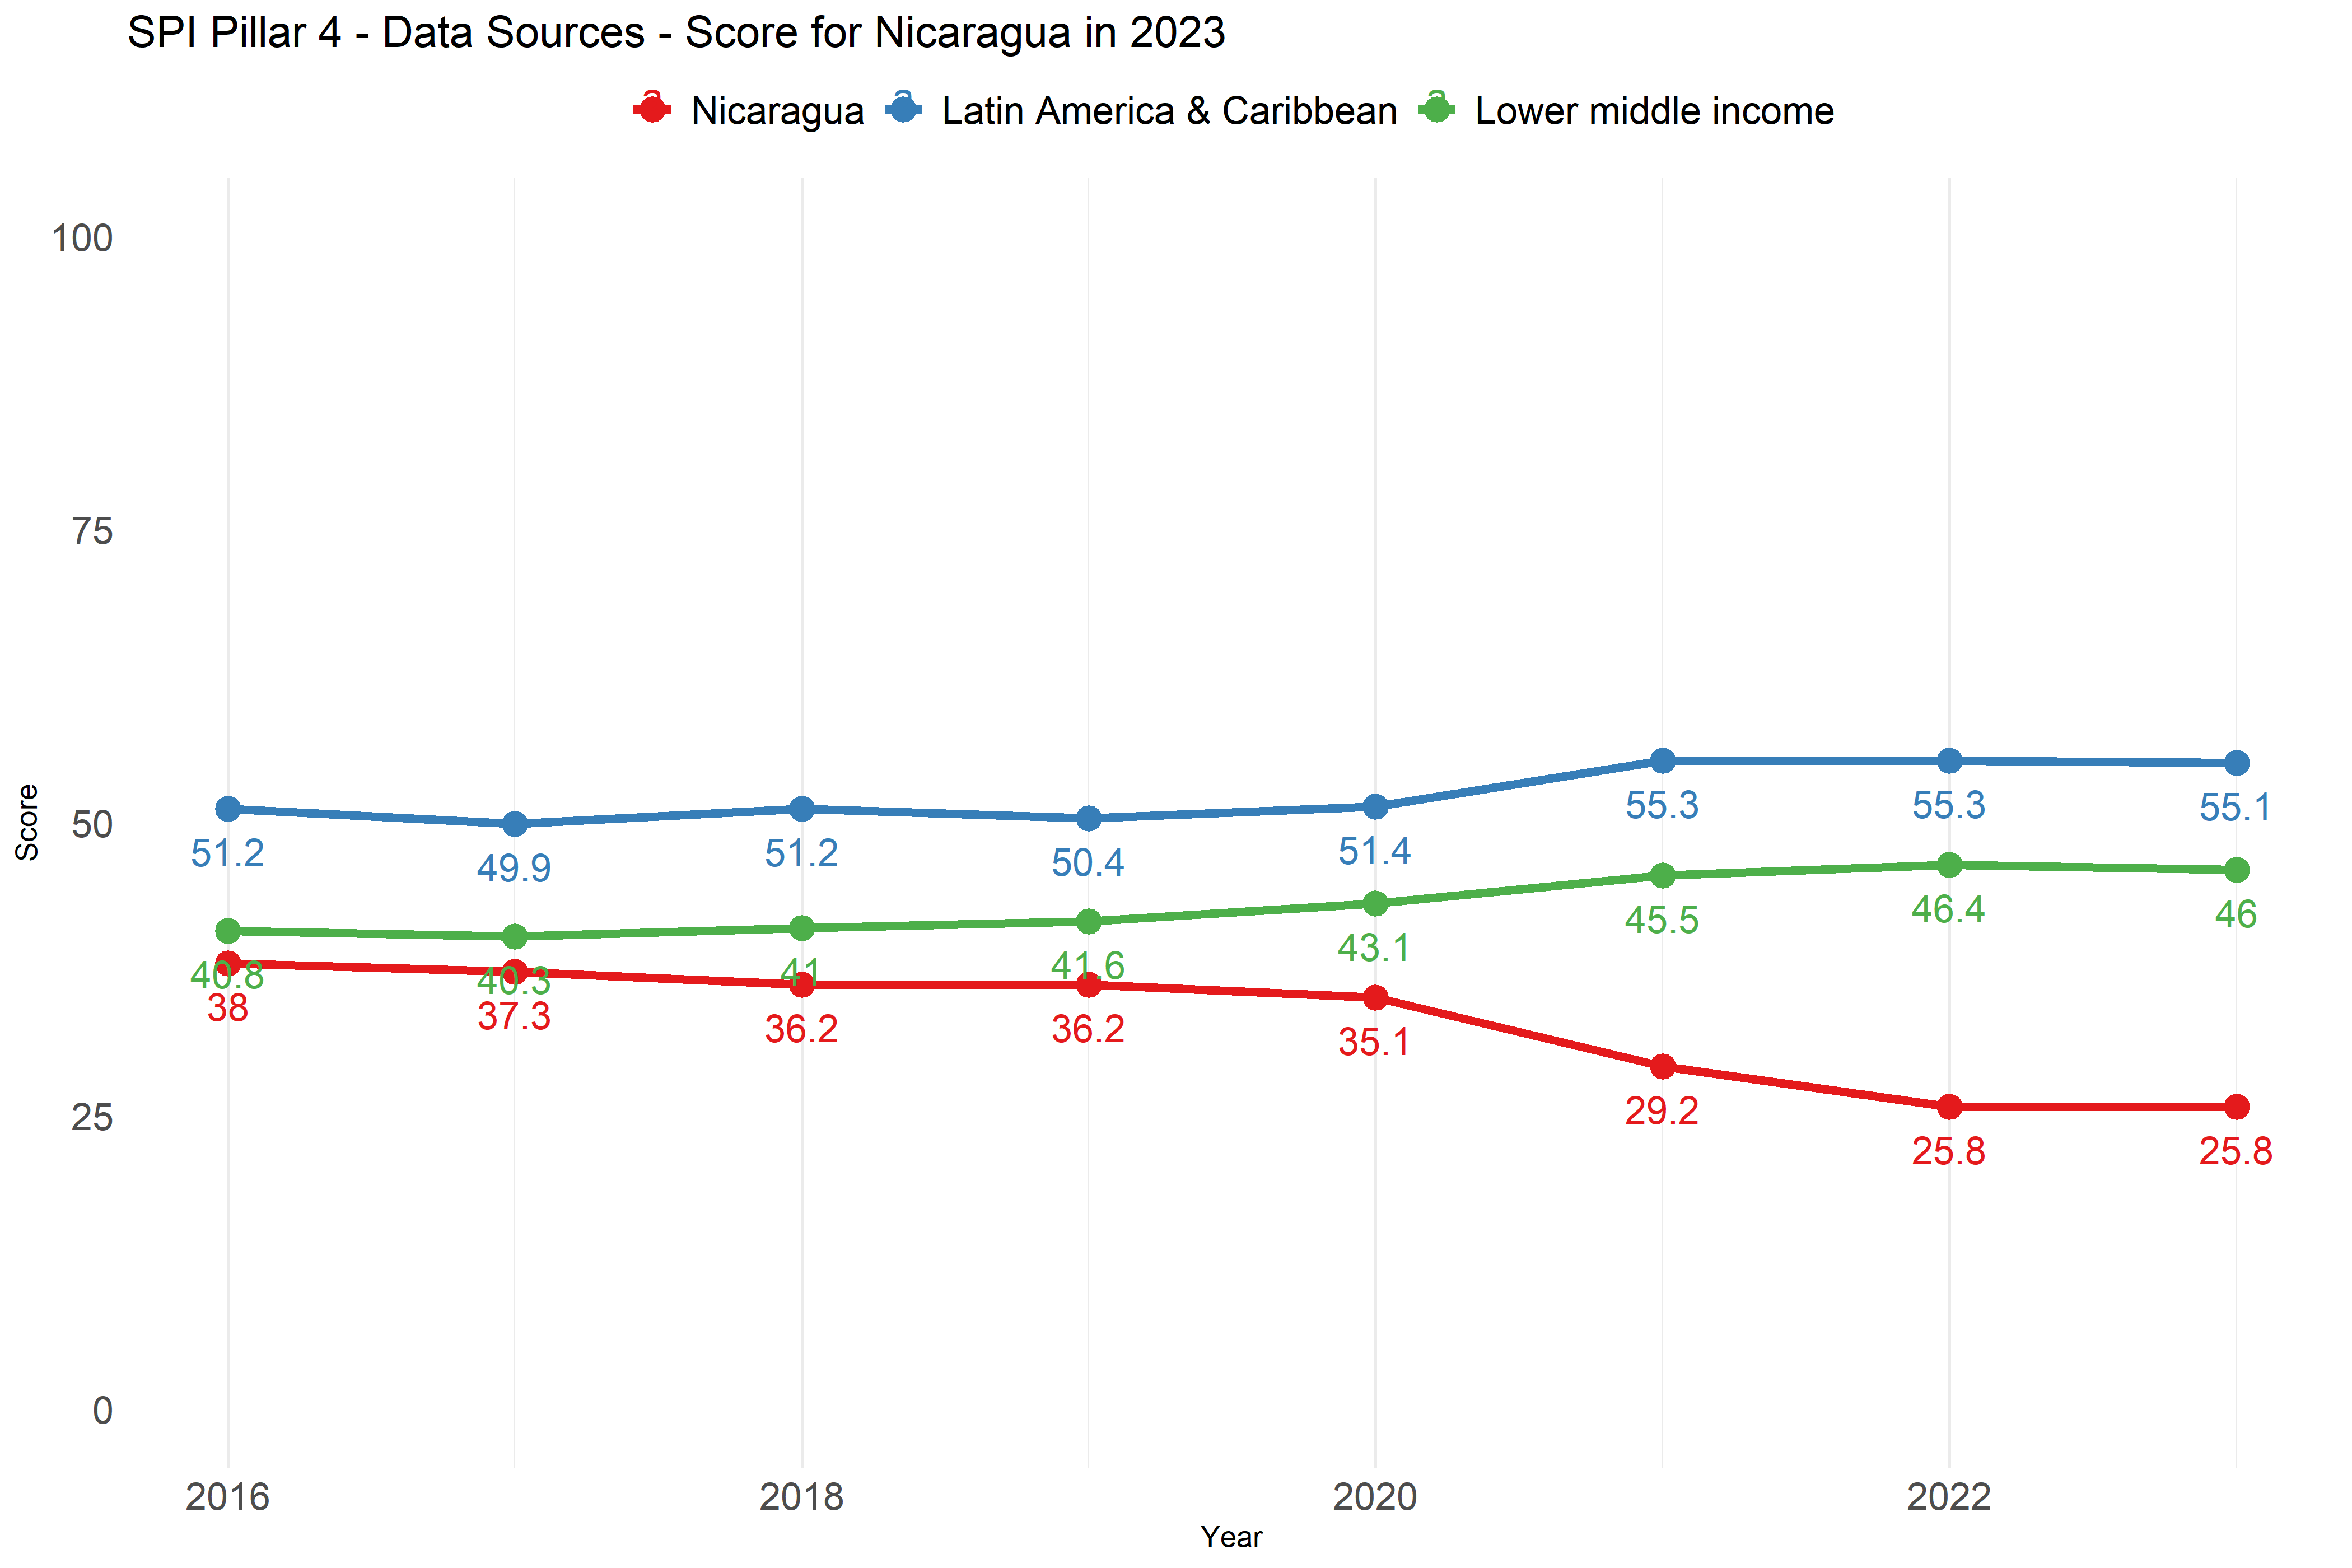 SPI Pillar 4 - Data Sources - Score for Nicaragua in 2023
Nicaragua Latin America & Caribbean Lower middle income
100
75
50
25
0
Score
51.2 49.9 51.2 50.4 51.4 55.3 55.3 55.1
40.8 40.3 41 41.6 43.1 45.5 46.4 46
38 37.3 36.2 36.2 35.1 29.2 25.8 25.8
2016 2018 2020 2022
Year